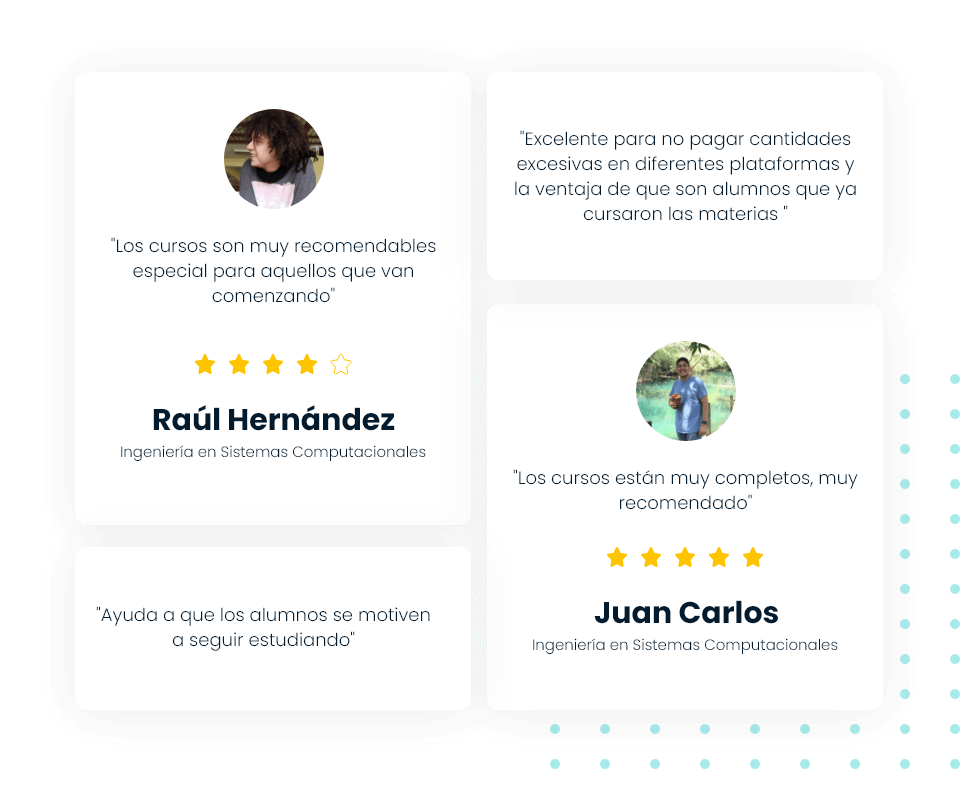 "Los cursos son muy recomendables
especial para aquellos que van
comenzando"
Raúl Hernández
Ingeniería en Sistemas Computacionales
"Ayuda a que los alumnos se motiven
a seguir estudiando"
"Excelente para no pagar cantidades
excesivas en diferentes plataformas y
la ventaja de que son alumnos que ya
cursaron las materias "
"Los cursos están muy completos, muy
recomendado"
Juan Carlos
Ingeniería en Sistemas Computacionales